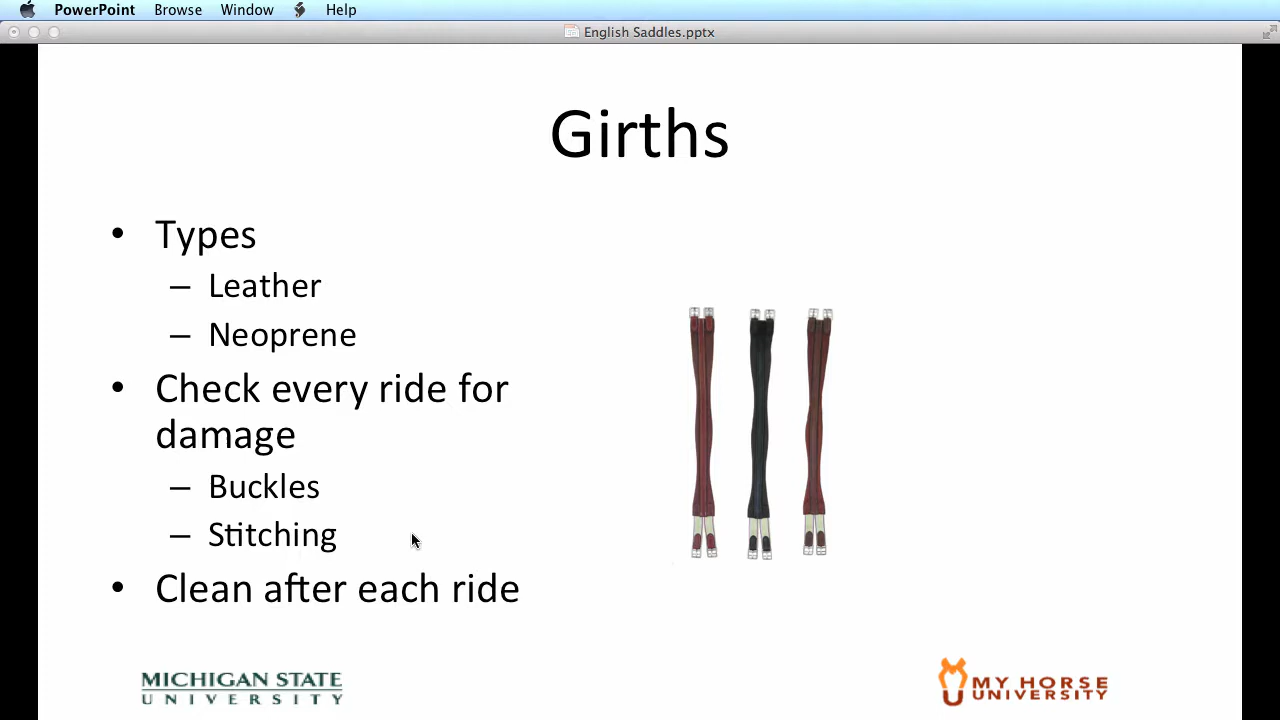 PowerPoint Browse Window Help
English Saddles.pptx
Girths
• Types
– Leather
– Neoprene
• Check every ride for
damage
– Buckles
– Stitching
• Clean after each ride
MICHIGAN STATE
UNIVERSITY
MY HORSE
UNIVERSITY